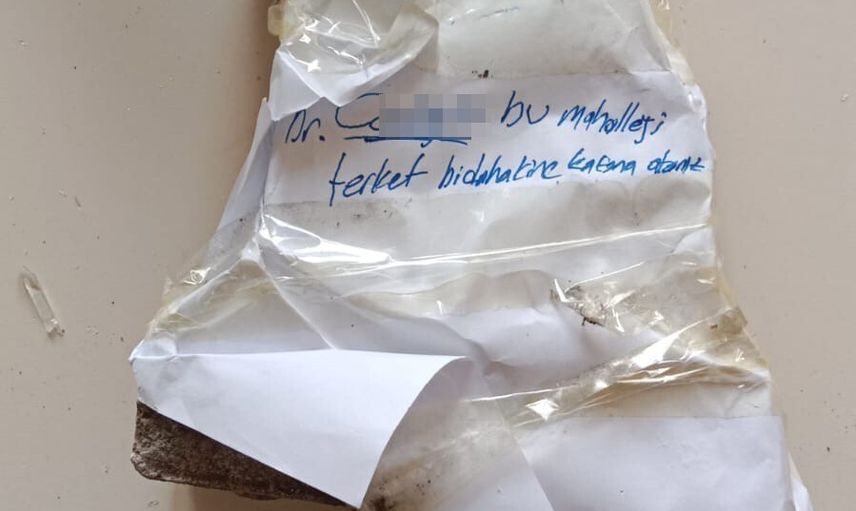 Dr. bu mahalleyi
terket bidahakine kafana atarız